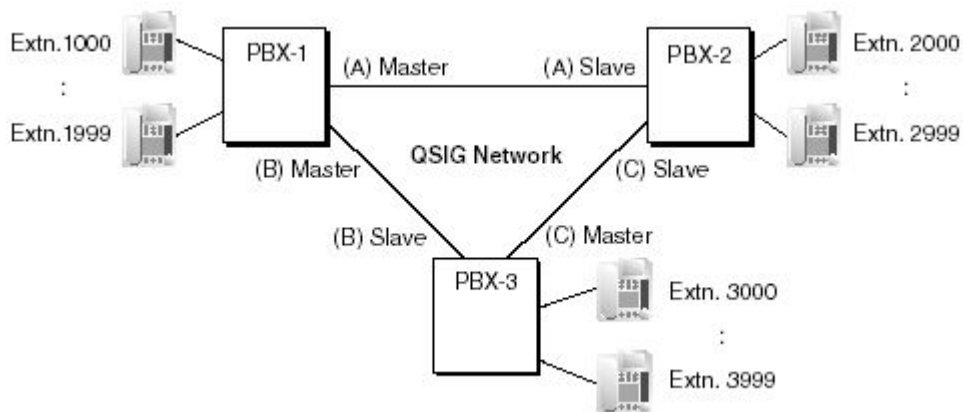 Extn.1000
:
Extn.1999
PBX-1
(A) Master
(A) Slave
PBX-2
Extn. 2000
:
Extn. 2999
QSIG Network
(B) Master
(C) Slave
(B) Slave
(C) Master
PBX-3
Extn. 3000
:
Extn. 3999